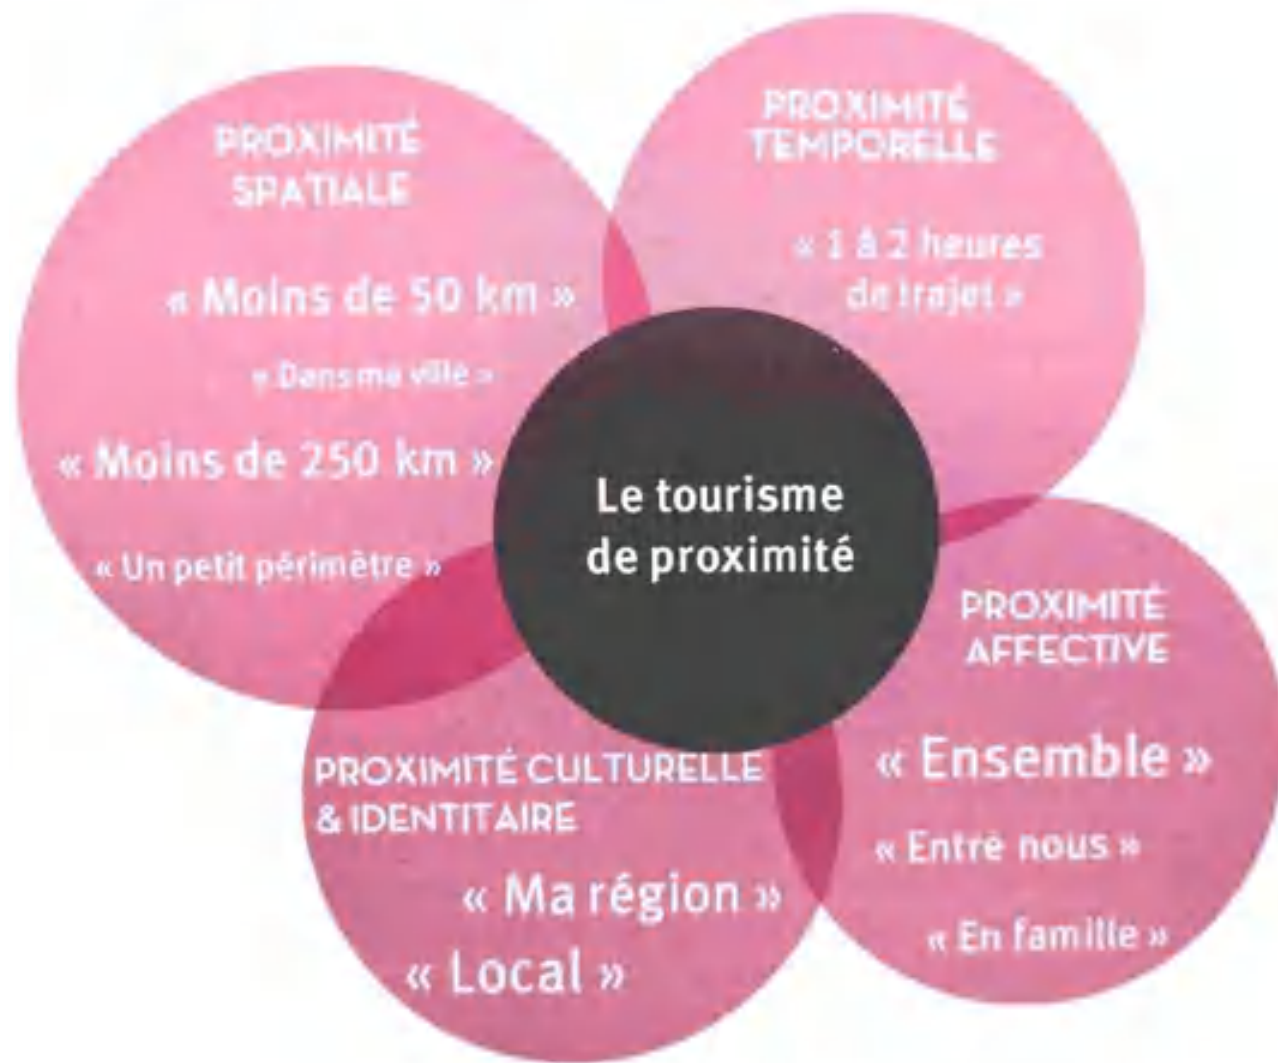 PROXIMITÉ
SPATIALE
« Moins de 50 km »
« Dans ma ville »
« Moins de 250 km »
« Un petit périmètre »
PROXIMITÉ
TEMPORELLE
« 1 à 2 heures
de trajet »
Le tourisme
de proximité
PROXIMITÉ
AFFECTIVE
« Ensemble »
« Entre nous »
« En famille »
PROXIMITÉ CULTURELLE
& IDENTITAIRE
« Ma région »
« Local »